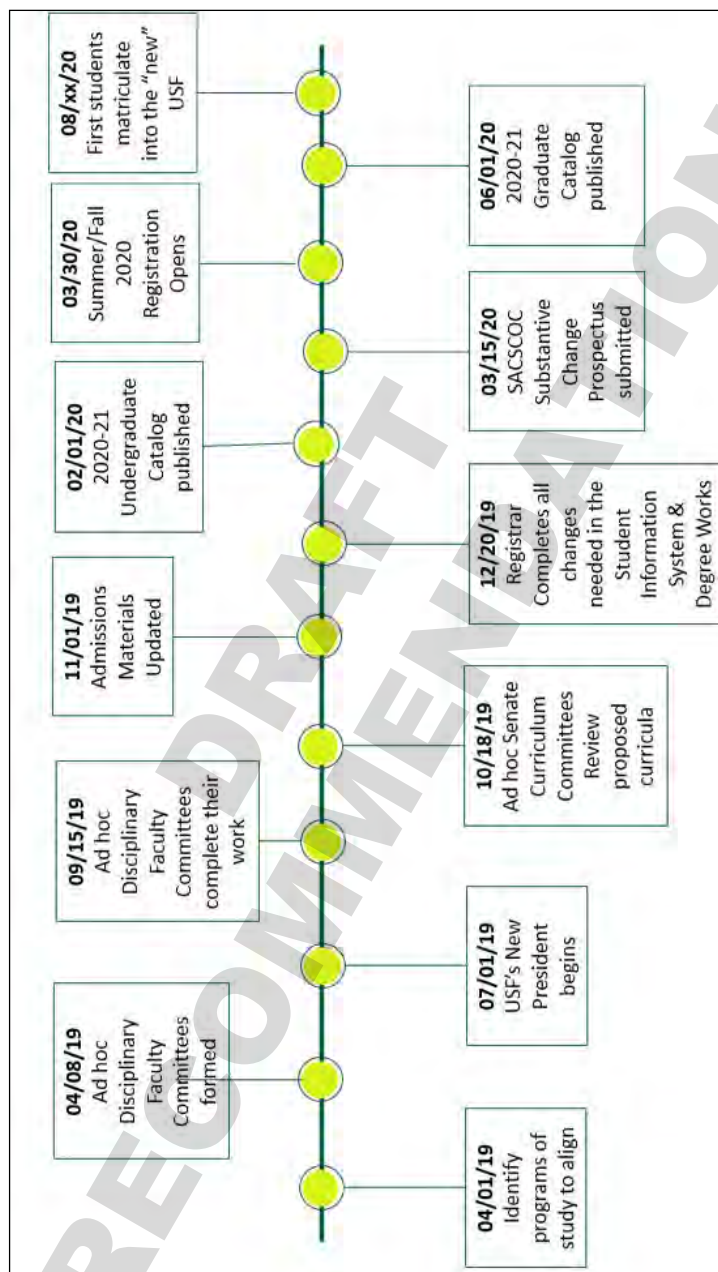 04/08/19
Ad hoc
Disciplinary
Faculty
Committees
formed
09/15/19
Ad hoc
Disciplinary
Faculty
Committees
complete their
work
11/01/19
Admissions
Materials
Updated
02/01/20
2020-21
Undergraduate
Catalog
published
03/30/20
Summer/Fall
2020
Registration
Opens
08/xx/20
First students
matriculate
into the “new”
USF
04/01/19
Identify
programs of
study to align
07/01/19
USF’s New
President
begins
10/18/19
Ad hoc Senate
Curriculum
Committees
Review
proposed
curricula
12/20/19
Registrar
Completes all
changes
needed in the
Student
Information
System &
Degree Works
03/15/20
SACSCOC
Substantive
Change
Prospectus
submitted
06/01/20
2020-21
Graduate
Catalog
published
DRAFT
RECOMMENDATION